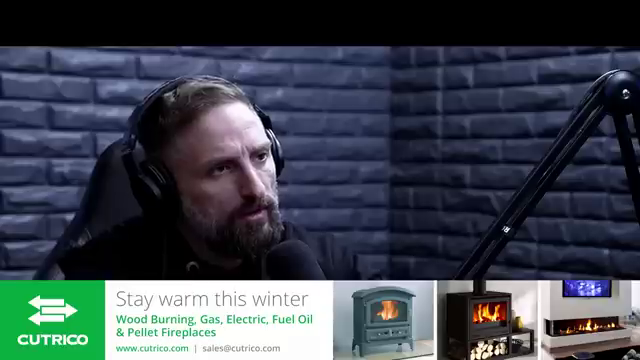 Stay warm this winter
Wood Burning, Gas, Electric, Fuel Oil
& Pellet Fireplaces
CUTRICO
www.cutrico.com | sales@cutrico.com